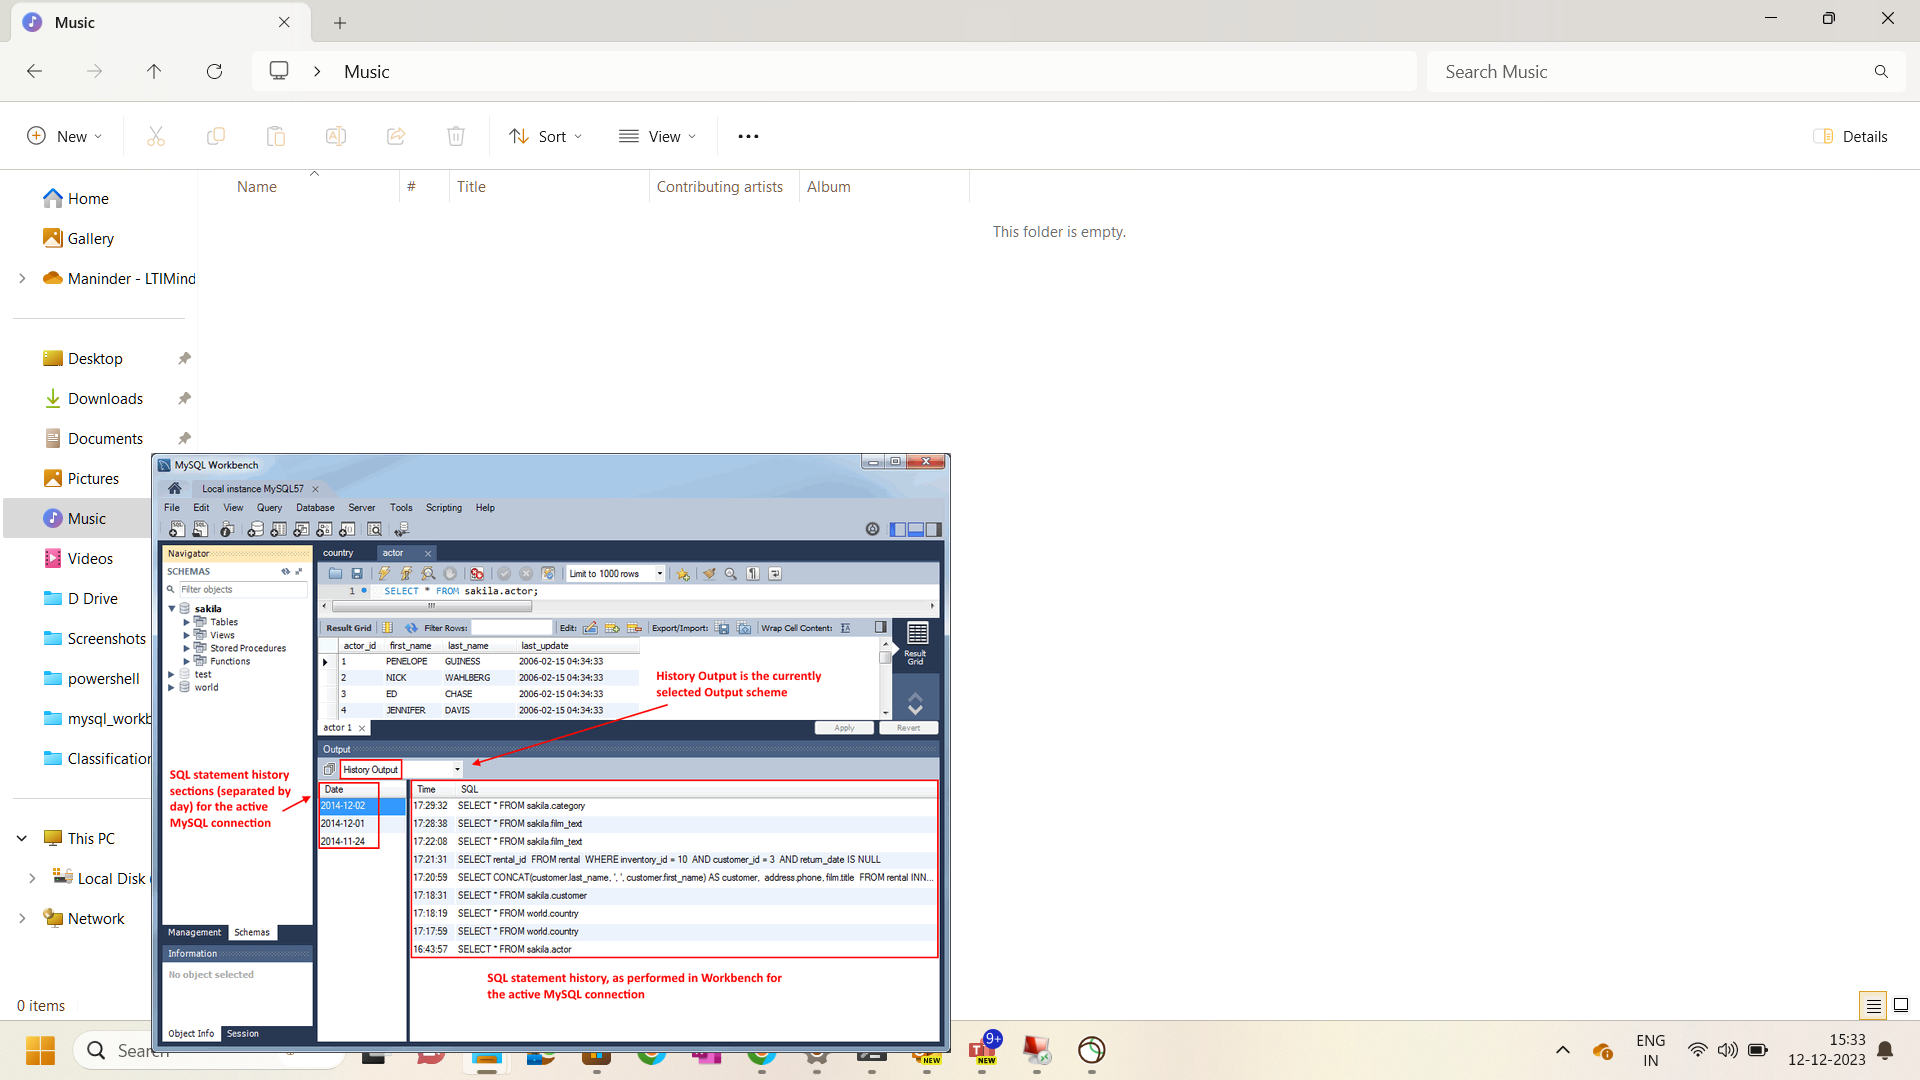 Music
Music
Search Music
New
Sort
View
Details
Name
#
Title
Contributing artists
Album
This folder is empty.
Home
Gallery
Maninder - LTIMind
Desktop
Downloads
Documents
Pictures
Music
Videos
D Drive
Screenshots
powershell
mysql_workb
Classification
This PC
Local Disk (
Network
0 items
MySQL Workbench
Local instance MySQL57
File Edit View Query Database Server Tools Scripting Help
Navigator
SCHEMAS
Filter objects
sakila
Tables
Views
Stored Procedures
Functions
test
world
Management Schemas
Information
No object selected
Object Info Session
country actor
Limit to 1000 rows
1 SELECT * FROM sakila.actor;
Result Grid Filter Rows: Edit: Export/Import: Wrap Cell Content:
actor_id first_name last_name last_update
1 PENELOPE GUINESS 2006-02-15 04:34:33
2 NICK WAHLBERG 2006-02-15 04:34:33
3 ED CHASE 2006-02-15 04:34:33
4 JENNIFER DAVIS 2006-02-15 04:34:33
Result
Grid
History Output is the currently
selected Output scheme
actor 1
Apply Revert
Output
History Output
SQL statement history
sections (separated by
day) for the active
MySQL connection
Date
2014-12-02
2014-12-01
2014-11-24
Time SQL
17:29:32 SELECT * FROM sakila.category
17:28:38 SELECT * FROM sakila.film_text
17:22:08 SELECT * FROM sakila.film_text
17:21:31 SELECT rental_id FROM rental WHERE inventory_id = 10 AND customer_id = 3 AND return_date IS NULL
17:20:59 SELECT CONCAT(customer.last_name, ', ', customer.first_name) AS customer, address.phone, film.title FROM rental INN...
17:18:31 SELECT * FROM sakila.customer
17:18:19 SELECT * FROM world.country
17:17:59 SELECT * FROM world.country
16:43:57 SELECT * FROM sakila.actor
SQL statement history, as performed in Workbench for
the active MySQL connection
Search
NEW
9+
NEW
ENG
IN
15:33
12-12-2023